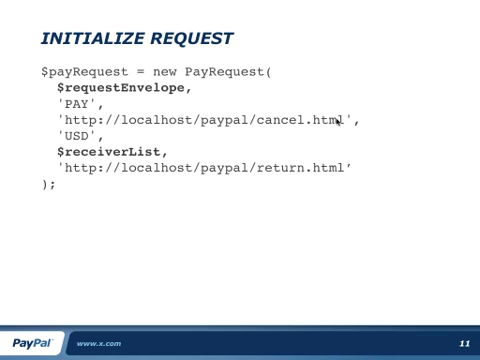 INITIALIZE REQUEST
$payRequest = new PayRequest(
$requestEnvelope,
'PAY',
'http://localhost/paypal/cancel.html',
'USD',
$receiverList,
'http://localhost/paypal/return.html’
);
PayPal™ www.x.com 11